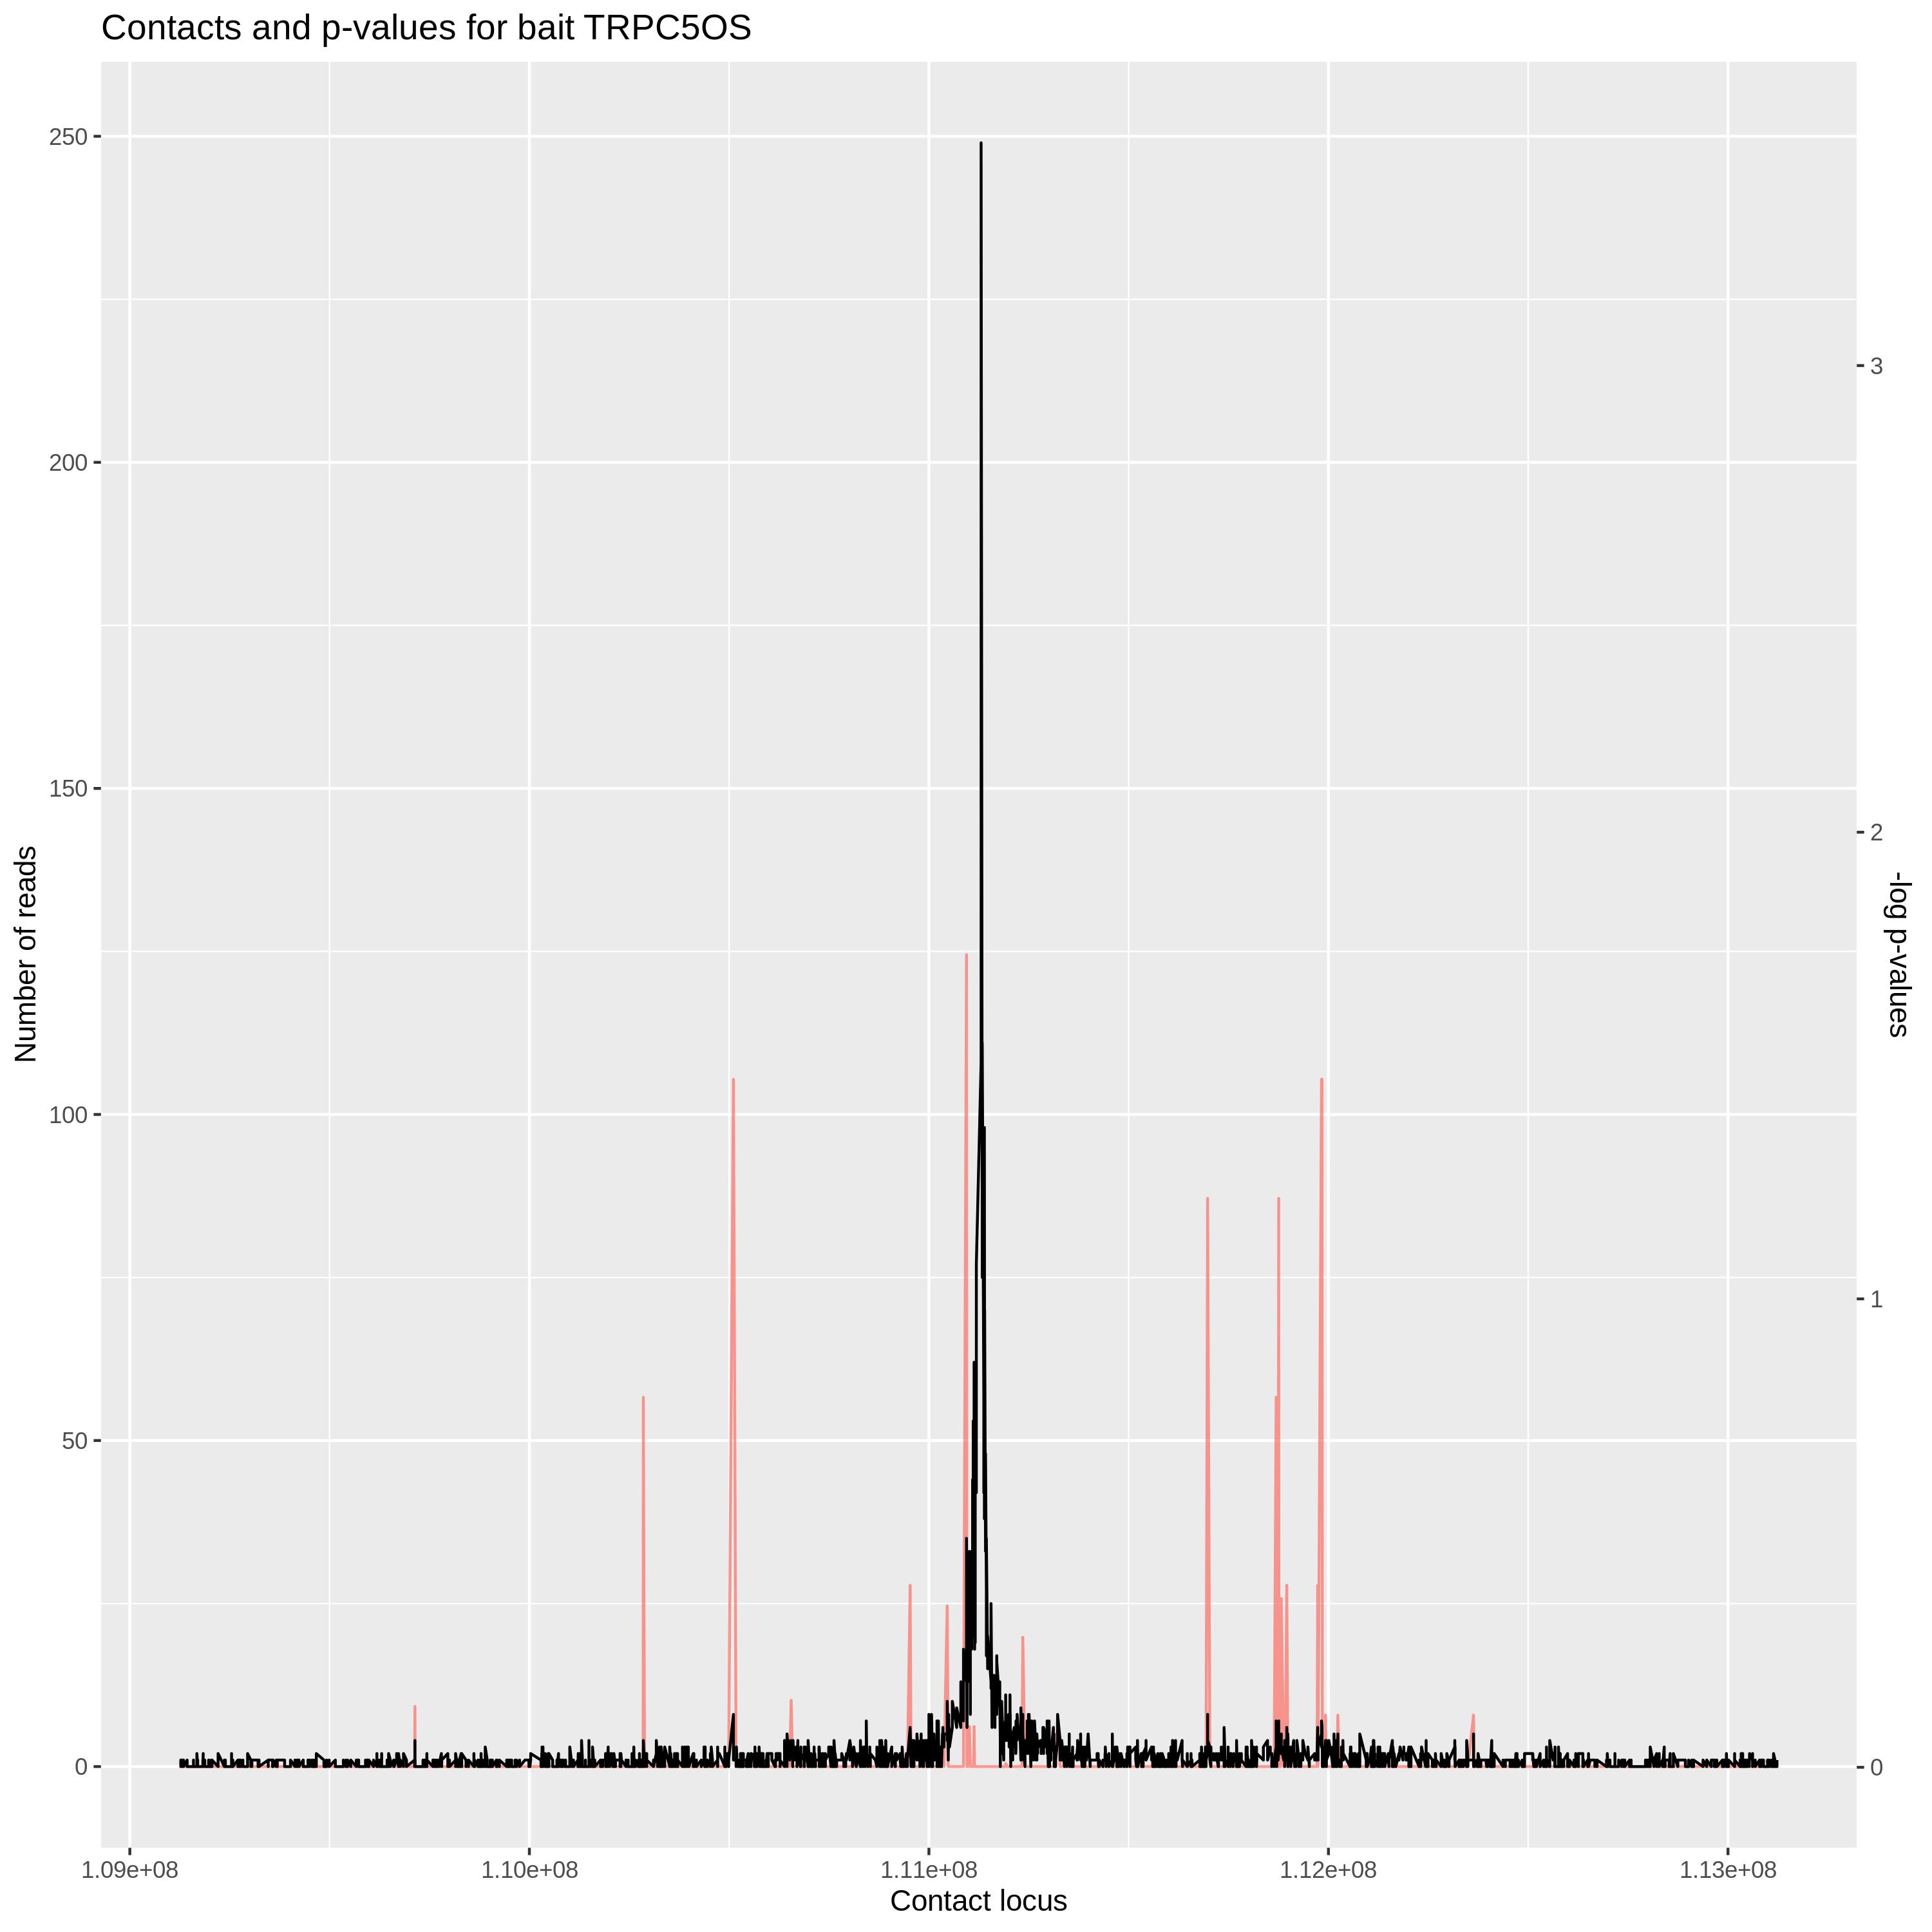 Contacts and p-values for bait TRPC5OS
250
200
150
100
50
0
Number of reads
3
2
1
0
-log p-values
1.09e+08 1.10e+08 1.11e+08 1.12e+08 1.13e+08
Contact locus